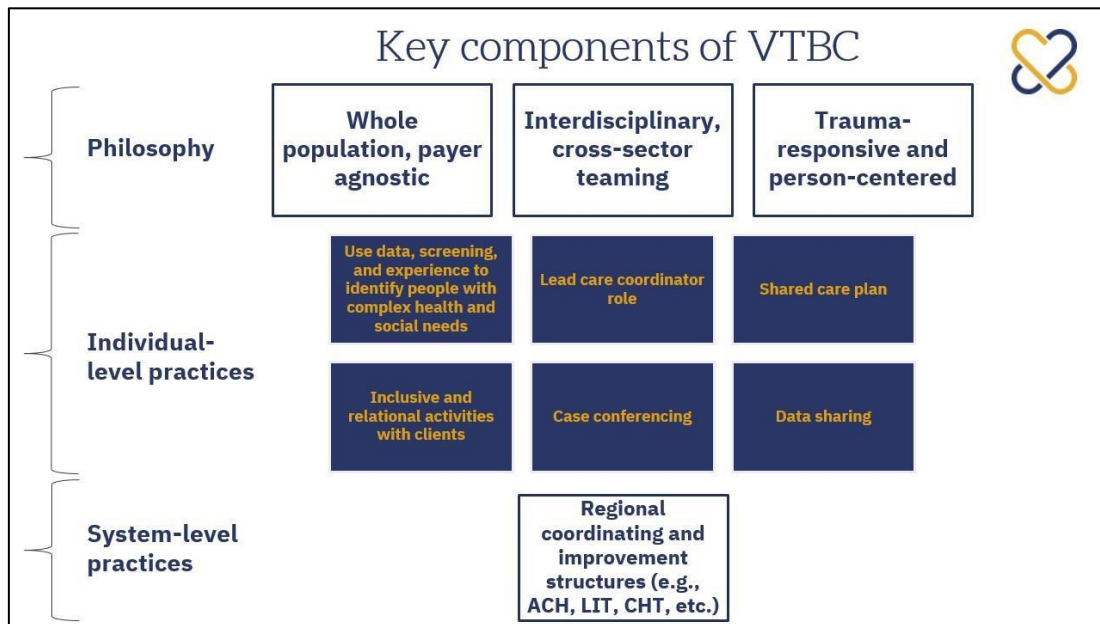 Key components of VTBC
Philosophy
Whole
population, payer
agnostic
Interdisciplinary,
cross-sector
teaming
Trauma-
responsive and
person-centered
Individual-
level practices
Use data, screening,
and experience to
identify people with
complex health and
social needs
Lead care coordinator
role
Shared care plan
Inclusive and
relational activities
with clients
Case conferencing
Data sharing
System-level
practices
Regional
coordinating and
improvement
structures (e.g.,
ACH, LIT, CHT, etc.)